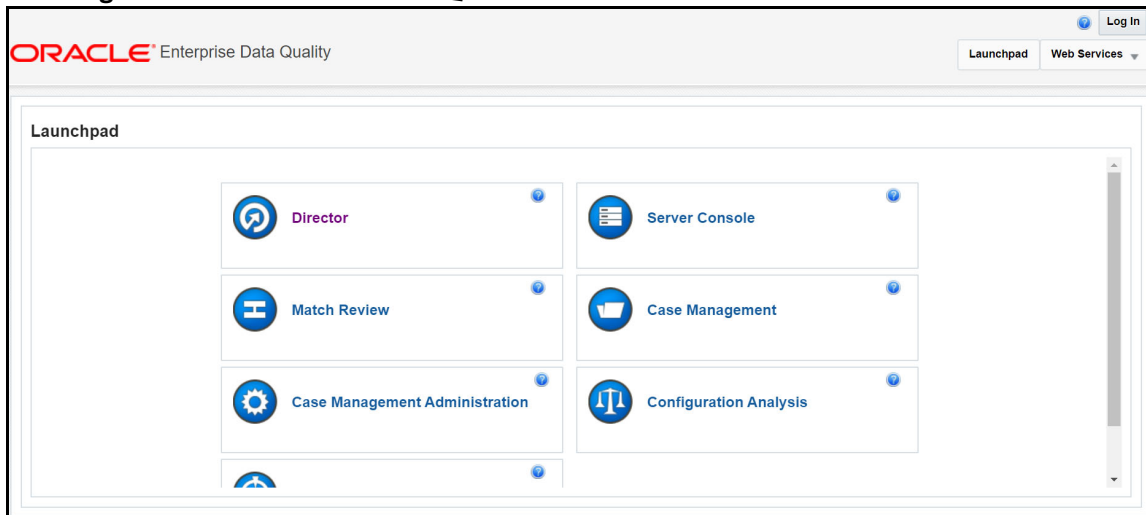 Log In
ORACLE® Enterprise Data Quality
Launchpad Web Services
Launchpad
Director
Server Console
Match Review
Case Management
Case Management Administration
Configuration Analysis